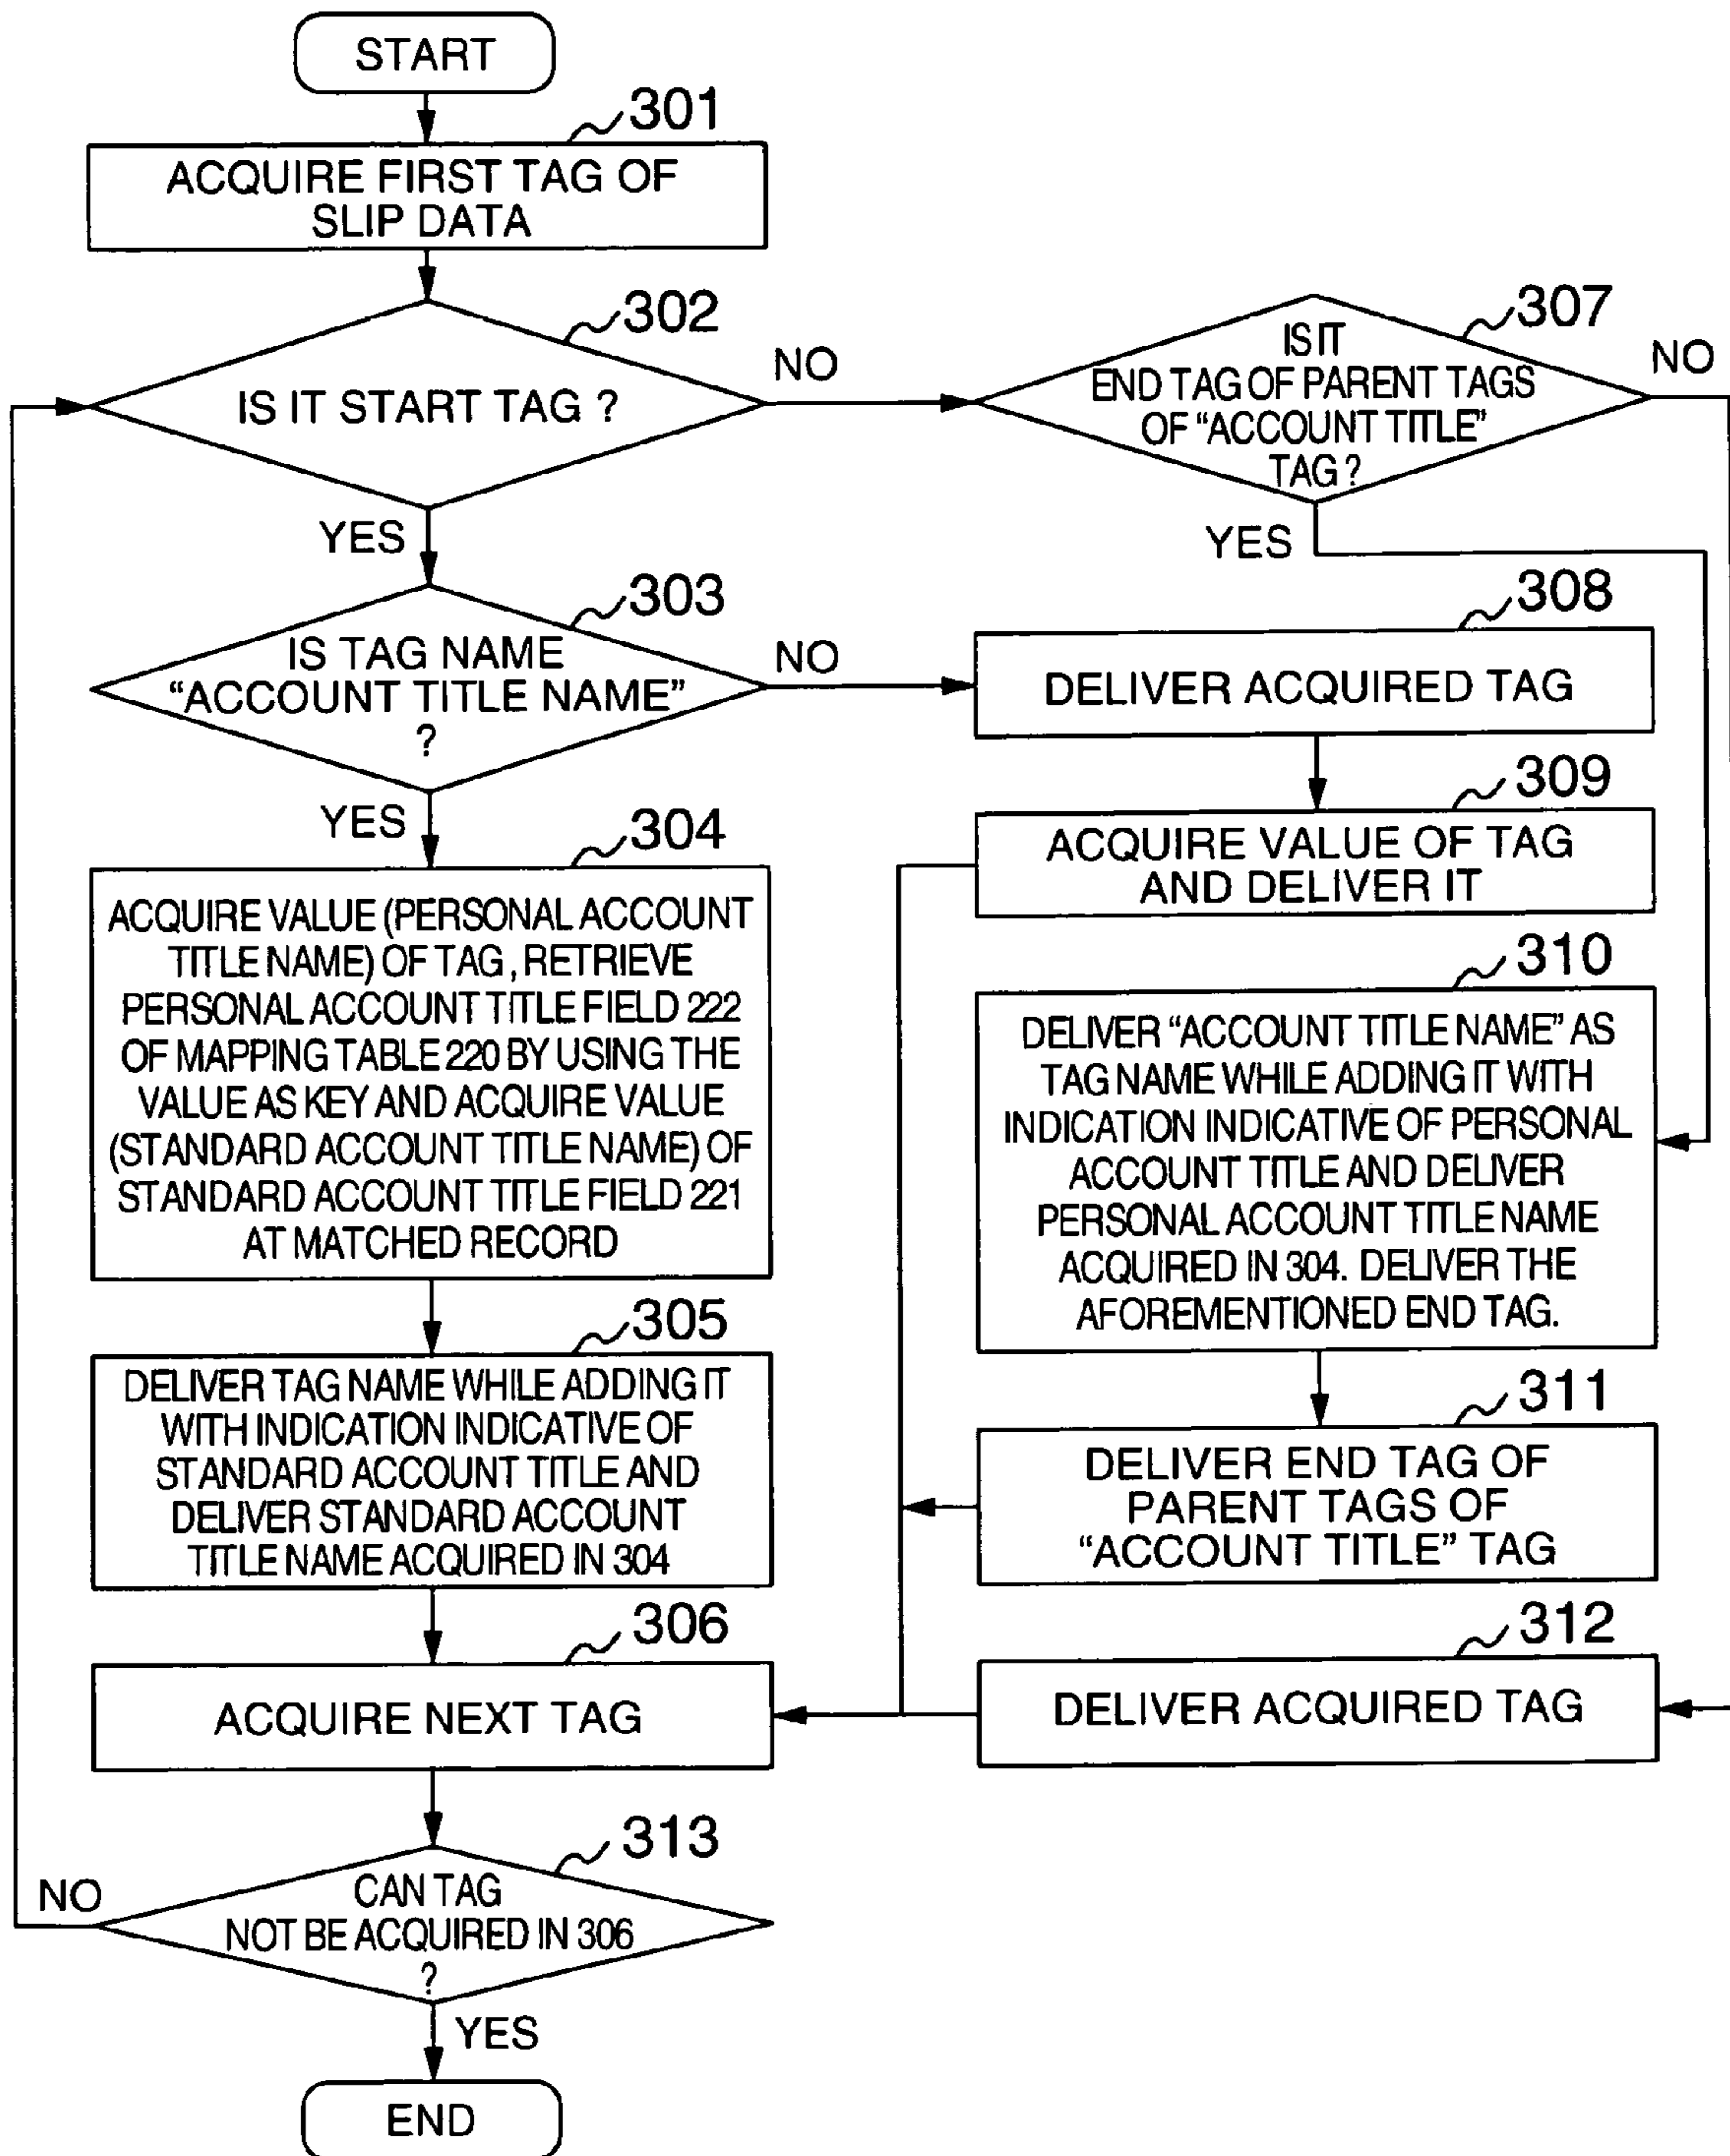 START
301
ACQUIRE FIRST TAG OF
SLIP DATA
302
IS IT START TAG ?
NO
YES
307
IS IT
END TAG OF PARENT TAGS
OF “ACCOUNT TITLE”
TAG ?
NO
YES
303
IS TAG NAME
“ACCOUNT TITLE NAME”
?
NO
YES
308
DELIVER ACQUIRED TAG
309
ACQUIRE VALUE OF TAG
AND DELIVER IT
304
ACQUIRE VALUE (PERSONAL ACCOUNT
TITLE NAME) OF TAG , RETRIEVE
PERSONAL ACCOUNT TITLE FIELD 222
OF MAPPING TABLE 220 BY USING THE
VALUE AS KEY AND ACQUIRE VALUE
(STANDARD ACCOUNT TITLE NAME) OF
STANDARD ACCOUNT TITLE FIELD 221
AT MATCHED RECORD
310
DELIVER “ACCOUNT TITLE NAME” AS
TAG NAME WHILE ADDING IT WITH
INDICATION INDICATIVE OF PERSONAL
ACCOUNT TITLE AND DELIVER
PERSONAL ACCOUNT TITLE NAME
ACQUIRED IN 304. DELIVER THE
AFOREMENTIONED END TAG.
305
DELIVER TAG NAME WHILE ADDING IT
WITH INDICATION INDICATIVE OF
STANDARD ACCOUNT TITLE AND
DELIVER STANDARD ACCOUNT
TITLE NAME ACQUIRED IN 304
311
DELIVER END TAG OF
PARENT TAGS OF
“ACCOUNT TITLE” TAG
306
ACQUIRE NEXT TAG
312
DELIVER ACQUIRED TAG
313
CAN TAG
NOT BE ACQUIRED IN 306
?
NO
YES
END